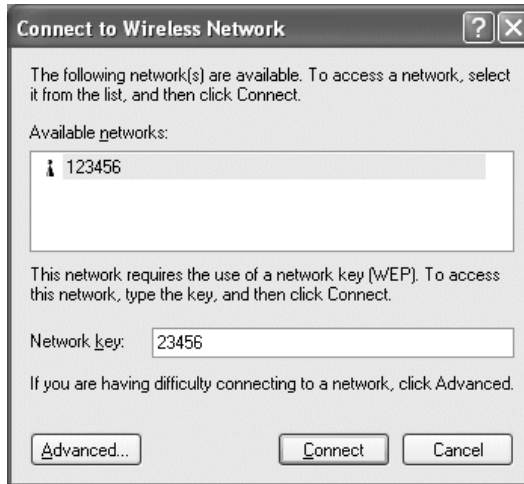 Connect to Wireless Network
The following network(s) are available. To access a network, select
it from the list, and then click Connect.
Available networks:
123456
This network requires the use of a network key (WEP). To access
this network, type the key, and then click Connect.
Network key: 23456
If you are having difficulty connecting to a network, click Advanced.
Advanced... Connect Cancel